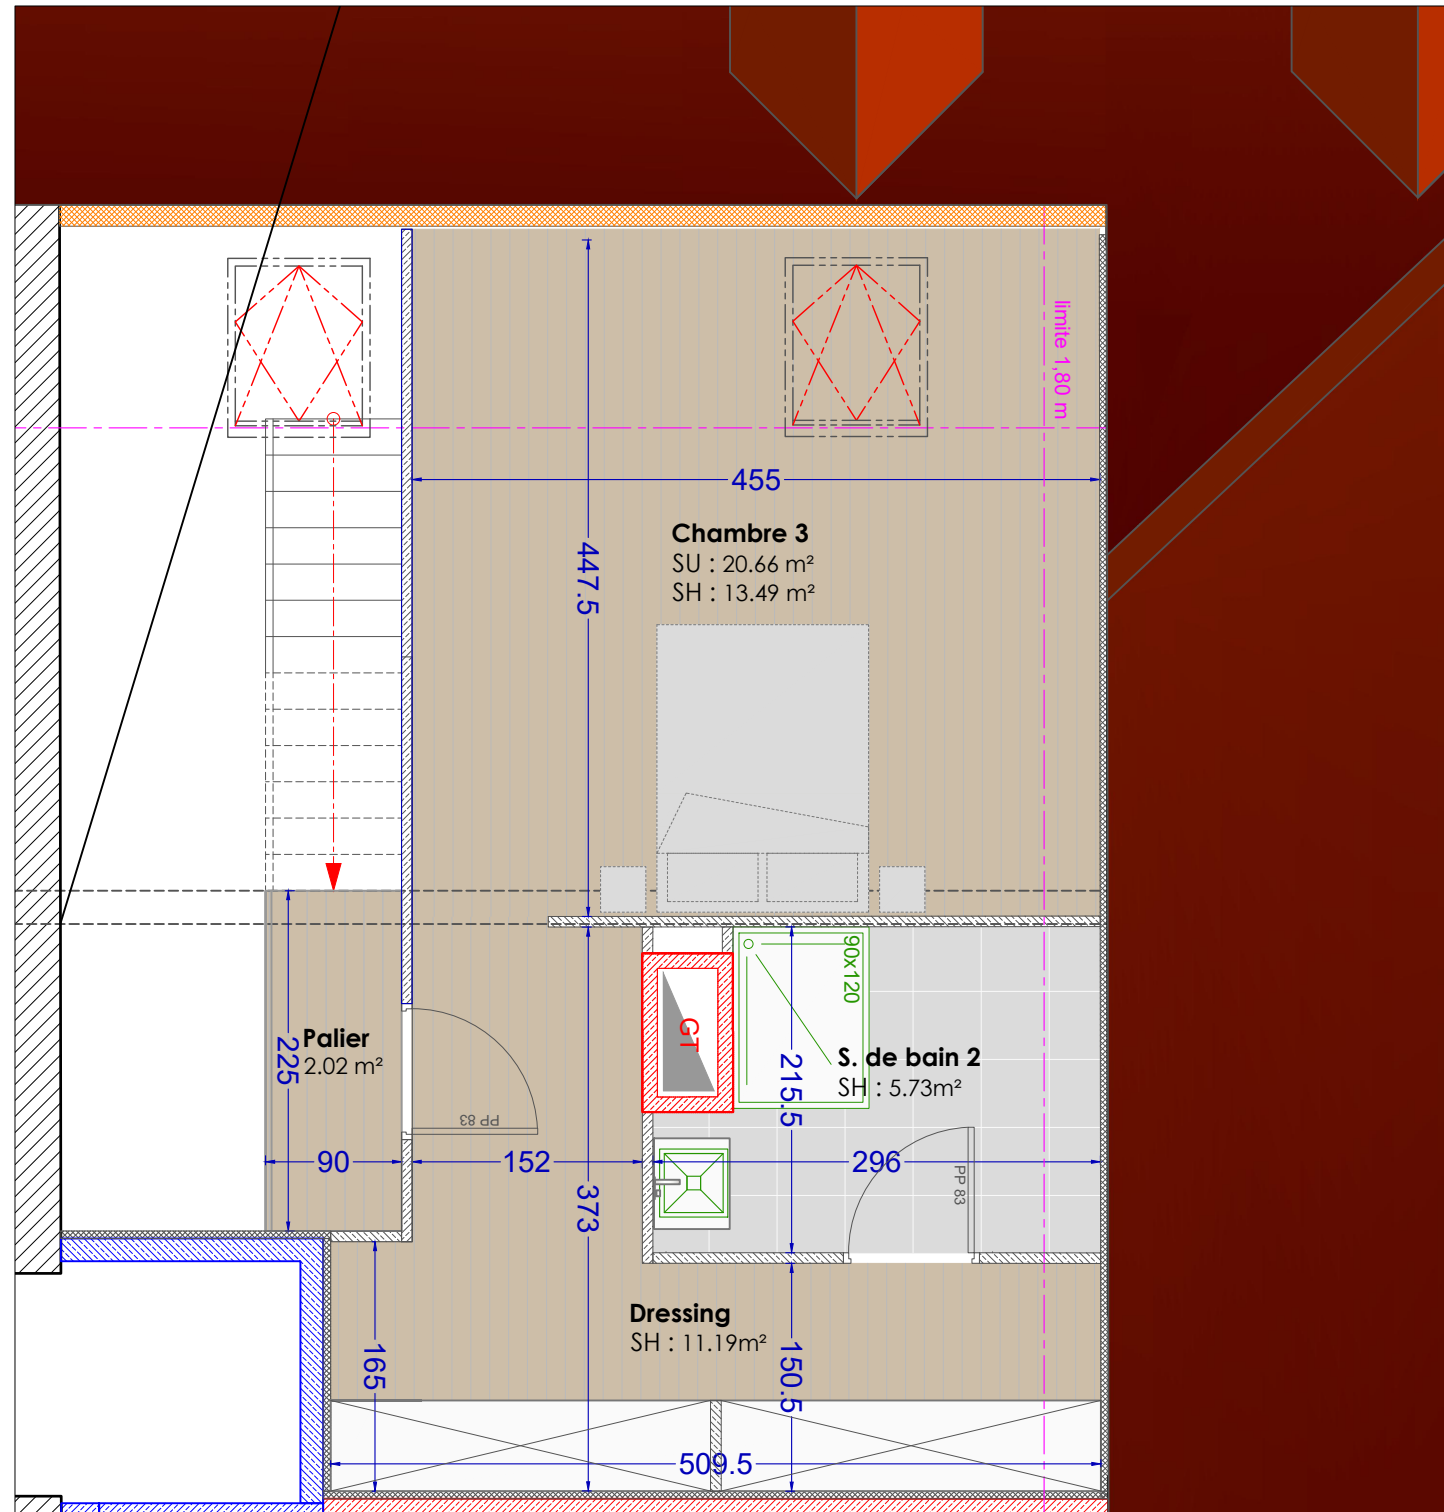 limite 1,80 m
455
Chambre 3
SU : 20.66 m²
SH : 13.49 m²
447.5
90x120
GT
Palier
2.02 m²
225
S. de bain 2
SH : 5.73m²
215.5
PP 83
90
152
296
PP 83
373
Dressing
SH : 11.19m²
165
150.5
509.5